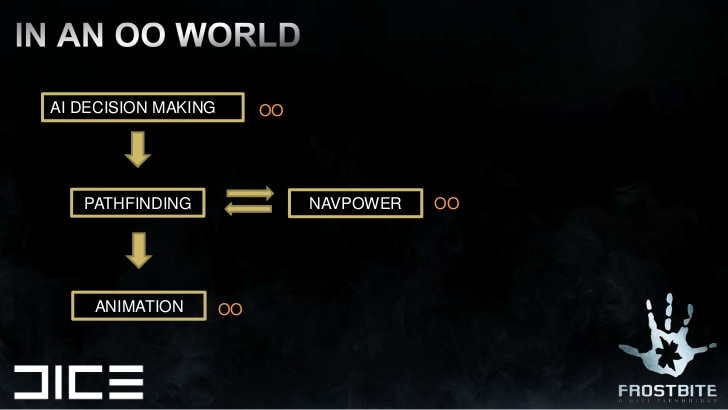 IN AN OO WORLD
AI DECISION MAKING
OO
PATHFINDING
NAVPOWER
OO
ANIMATION
OO
DICE
FROSTBITE
A DICE TECHNOLOGY